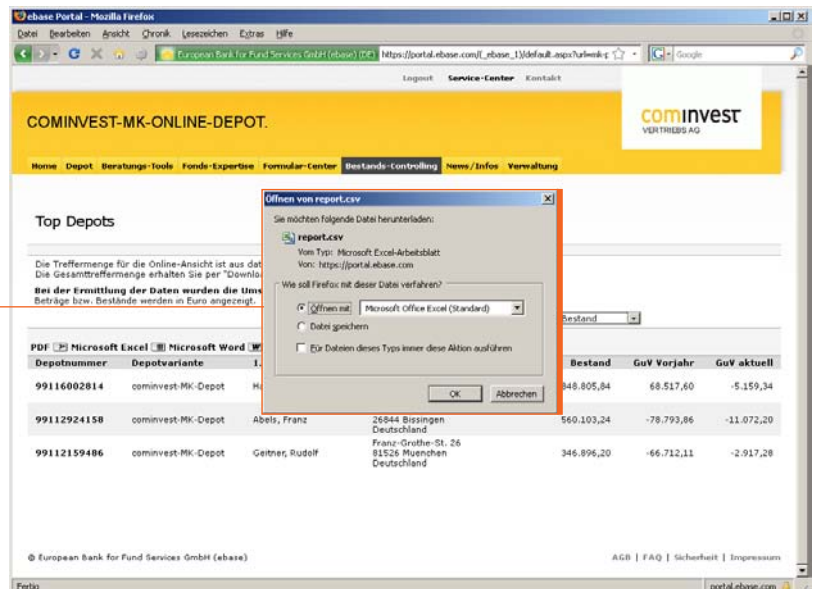 ebase Portal - Mozilla Firefox
Datei Bearbeiten Ansicht Chronik Lesezeichen Extras Hilfe
European Bank for Fund Services GmbH (ebase) (DE) https://portal.ebase.com/(_ebase_1)/default.aspx?url=mk-p Google
Logout Service-Center Kontakt
COMINVEST-MK-ONLINE-DEPOT.
cominvest
VERTRIEBS AG
Home Depot Beratungs-Tools Fonds-Expertise Formular-Center Bestands-Controlling News/Infos Verwaltung
Top Depots
Die Treffermenge für die Online-Ansicht ist aus
Die Gesamttreffermenge erhalten Sie per
Bei der Ermittlung der Daten wurden die
Beträge bzw. Bestände werden in Euro angezeigt.
Bestand
Öffnen von report.csv
Sie möchten folgende Datei herunterladen:
report.csv
Vom Typ: Microsoft Excel-Arbeitsblatt
Von: https://portal.ebase.com
Wie soll Firefox mit dieser Datei verfahren?
Öffnen mit Microsoft Office Excel (Standard)
Datei speichern
Für Dateien dieses Typs immer diese Aktion ausführen
OK Abbrechen
PDF Microsoft Excel Microsoft Word
Depotnummer Depotvariante 1. Bestand GuV Vorjahr GuV aktuell
99116002814 cominvest-MK-Depot 848.805,84 68.517,60 -5.159,34
99112924158 cominvest-MK-Depot Abels, Franz 26844 Bissingen 560.103,24 -78.793,86 -11.072,20
Deutschland
Franz-Grothe-St. 26
99112159486 cominvest-MK-Depot Geitner, Rudolf 81526 Muenchen 346.896,20 -66.712,11 -2.917,28
Deutschland
© European Bank for Fund Services GmbH (ebase) AGB | FAQ | Sicherheit | Impressum
Fertig portal.ebase.com